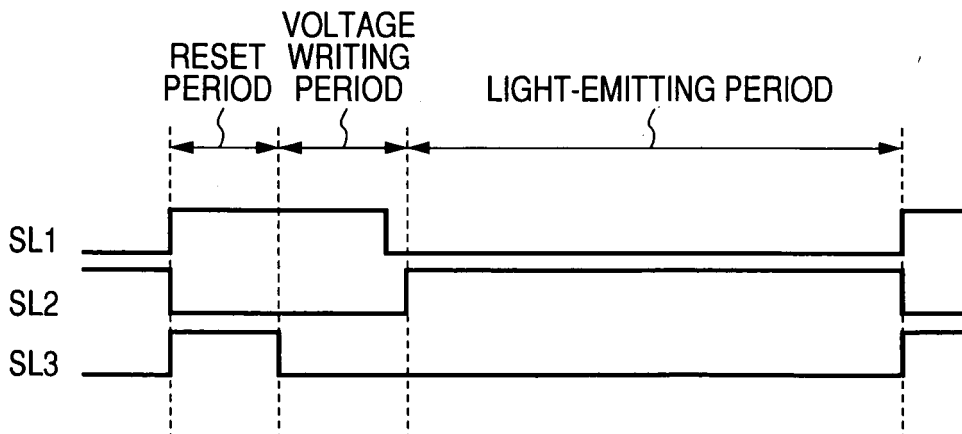 RESET
PERIOD
VOLTAGE
WRITING
PERIOD
LIGHT-EMITTING PERIOD
SL1
SL2
SL3